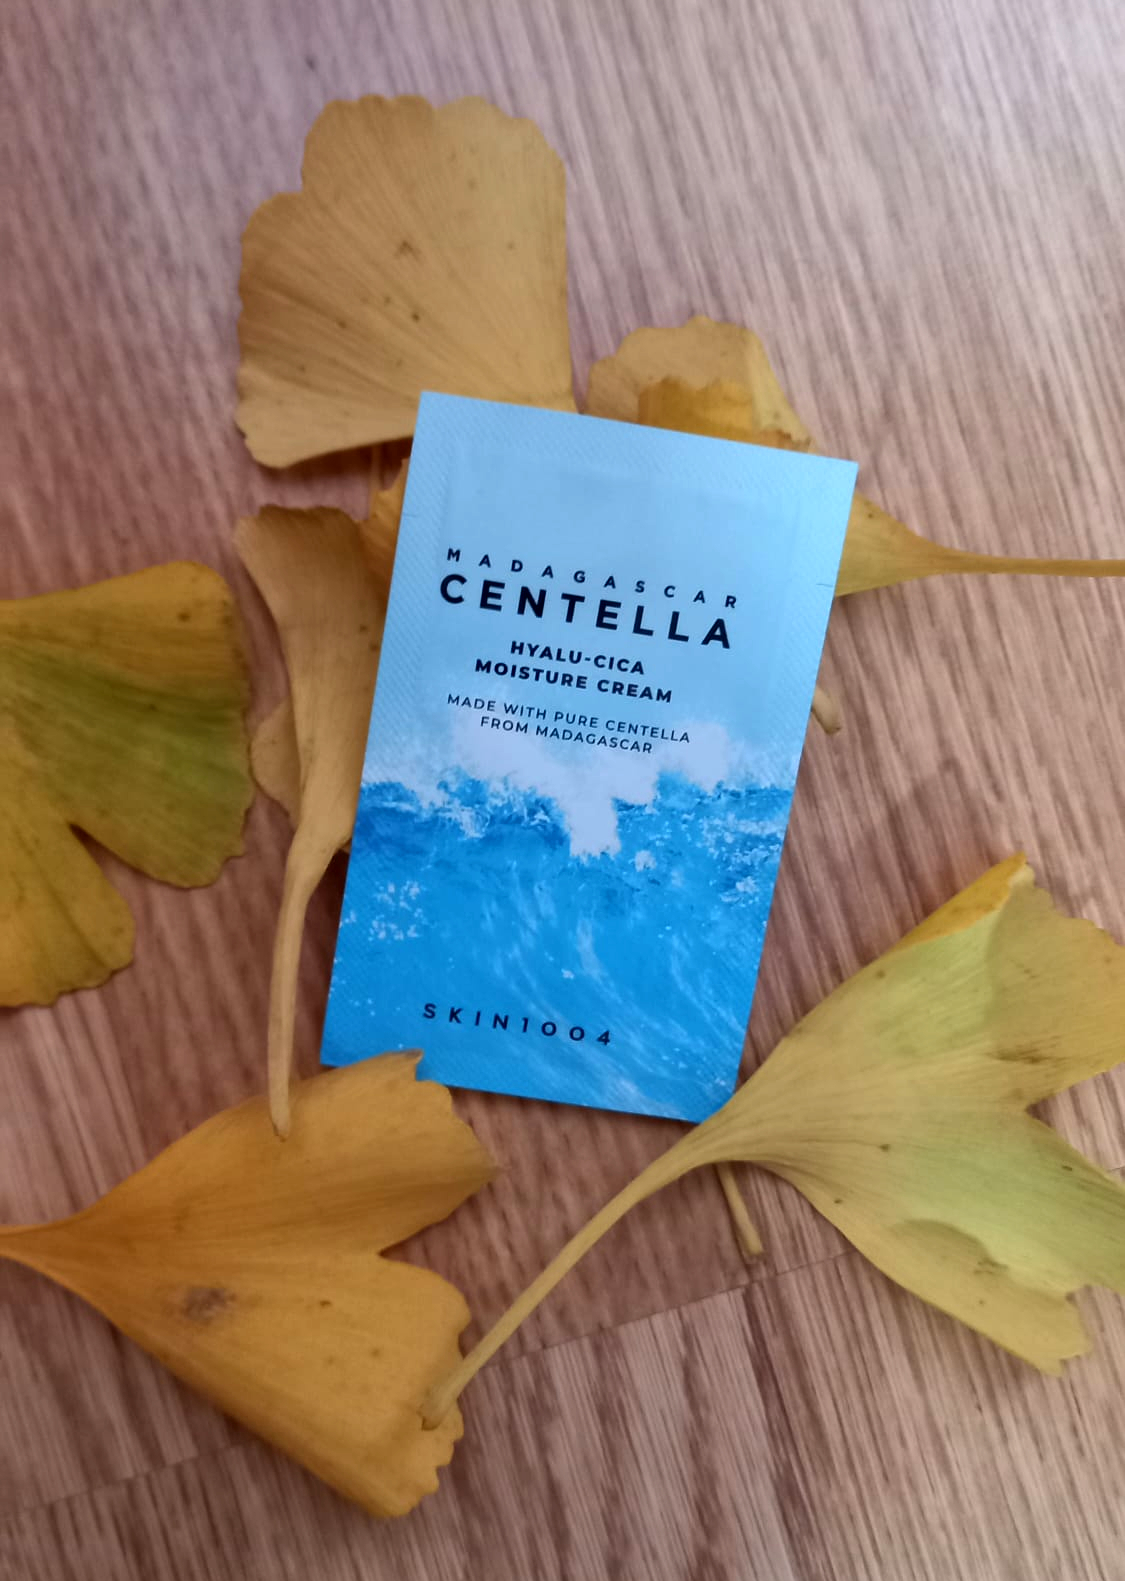 MADAGASCAR
CENTELLA
HYALU-CICA
MOISTURE CREAM
MADE WITH PURE CENTELLA
FROM MADAGASCAR
SKIN1004